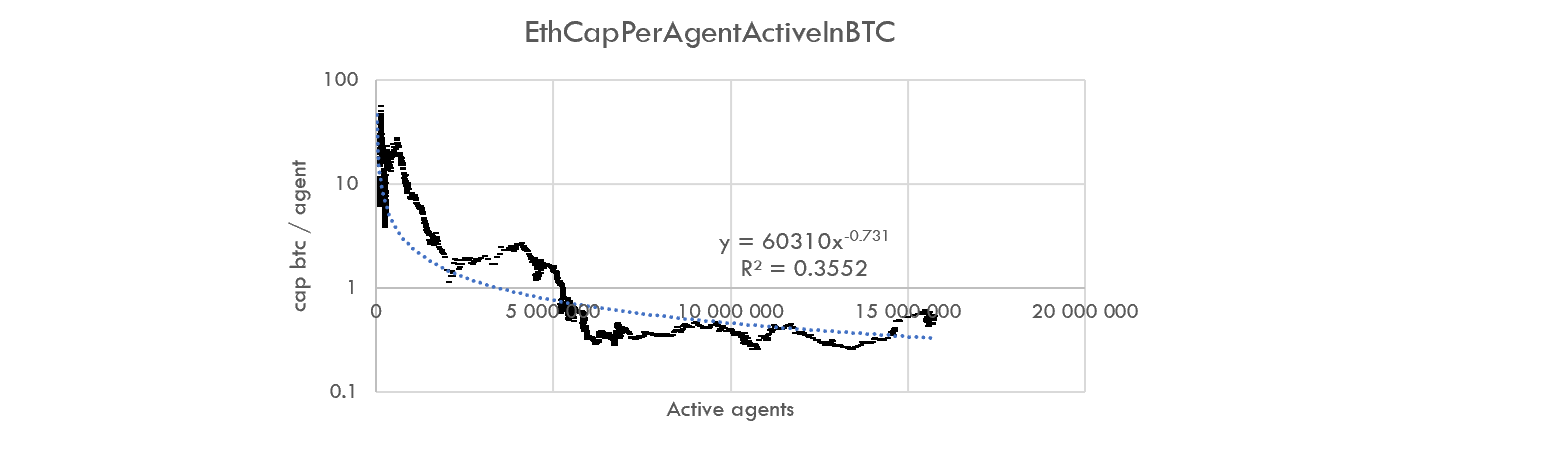 EthCapPerAgentActiveInBTC
100
10
1
0.1
cap btc / agent
y = 60310x^-0.731
R² = 0.3552
0 5 000 000 10 000 000 15 000 000 20 000 000
Active agents